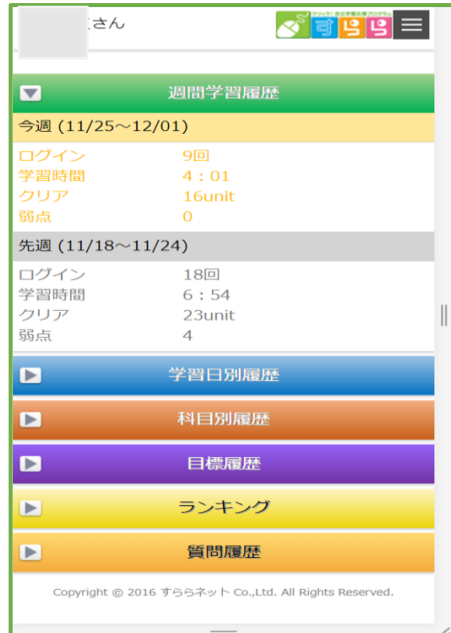 さん
すらら
週間学習履歴
今週 (11/25～12/01)
ログイン 9回
学習時間 4：01
クリア 16unit
弱点 0
先週 (11/18～11/24)
ログイン 18回
学習時間 6：54
クリア 23unit
弱点 4
学習日別履歴
科目別履歴
目標履歴
ランキング
質問履歴
Copyright © 2016 すららネット Co.,Ltd. All Rights Reserved.